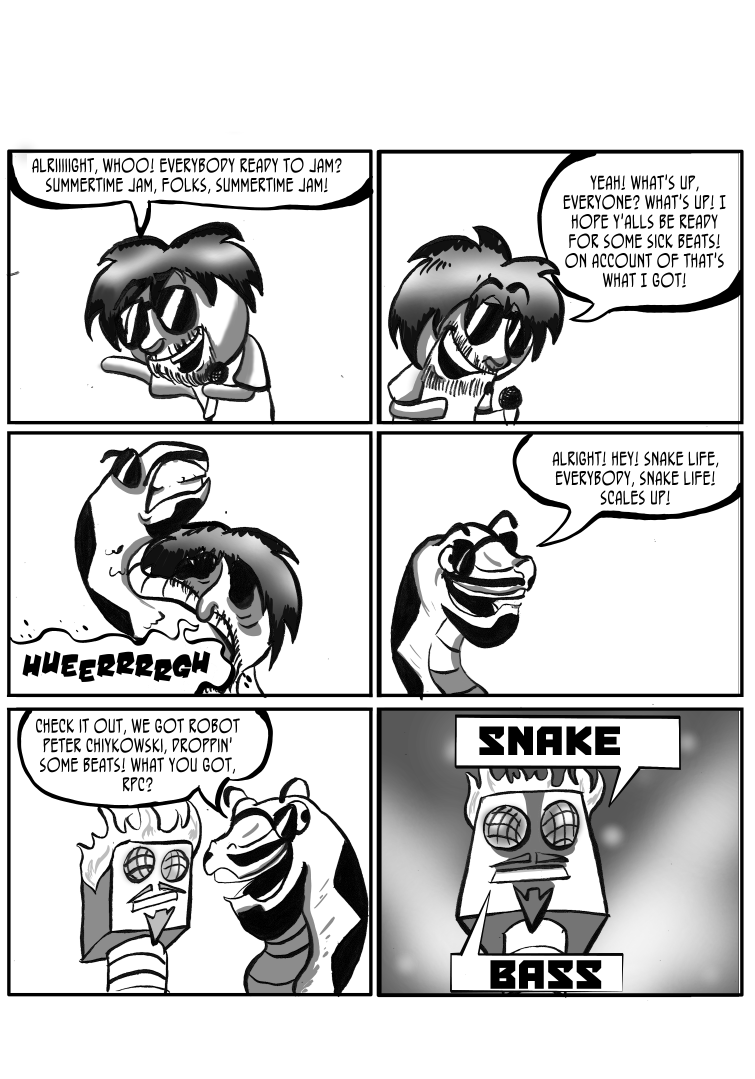 ALRIIIIIGHT, WHOO! EVERYBODY READY TO JAM?
SUMMERTIME JAM, FOLKS, SUMMERTIME JAM!
YEAH! WHAT'S UP,
EVERYONE? WHAT'S UP! I
HOPE Y'ALLS BE READY
FOR SOME SICK BEATS!
ON ACCOUNT OF THAT'S
WHAT I GOT!
HUEERRRRGH
ALRIGHT! HEY! SNAKE LIFE,
EVERYBODY, SNAKE LIFE!
SCALES UP!
CHECK IT OUT, WE GOT ROBOT
PETER CHIYKOWSKI, DROPPIN'
SOME BEATS! WHAT YOU GOT,
RPC?
SNAKE
BASS